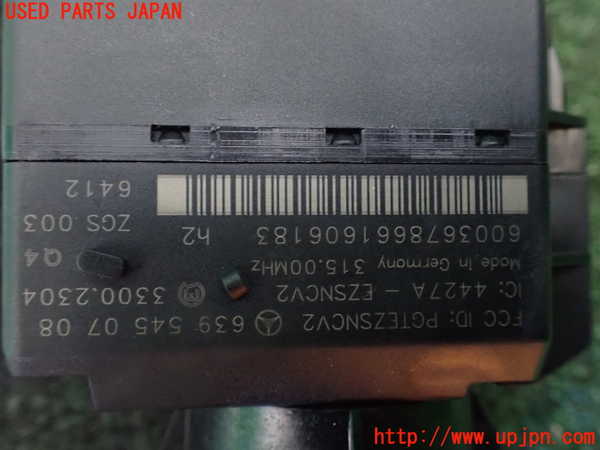 USED PARTS JAPAN
FCC ID: PGTEZSNCV2 639 545 07 08
IC: 4427A - EZSNCV2 3300.2304
Made in Germany 315.00MHz Q4
6003678661606183 h2 ZGS 003
6412
http://www.upjpn.com/